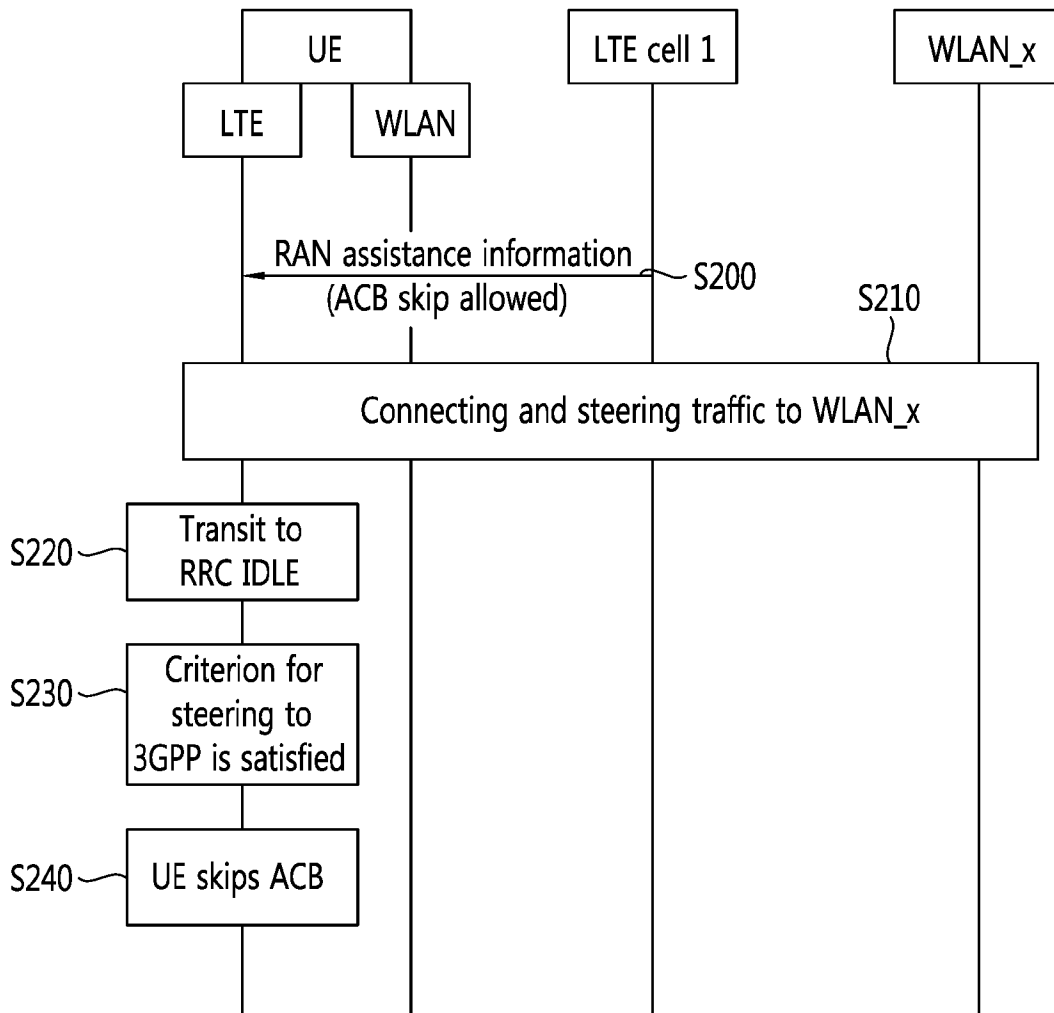 UE
LTE cell 1
WLAN_x
LTE
WLAN
RAN assistance information
(ACB skip allowed)
S200
S210
Connecting and steering traffic to WLAN_x
S220
Transit to
RRC IDLE
S230
Criterion for
steering to
3GPP is satisfied
S240
UE skips ACB